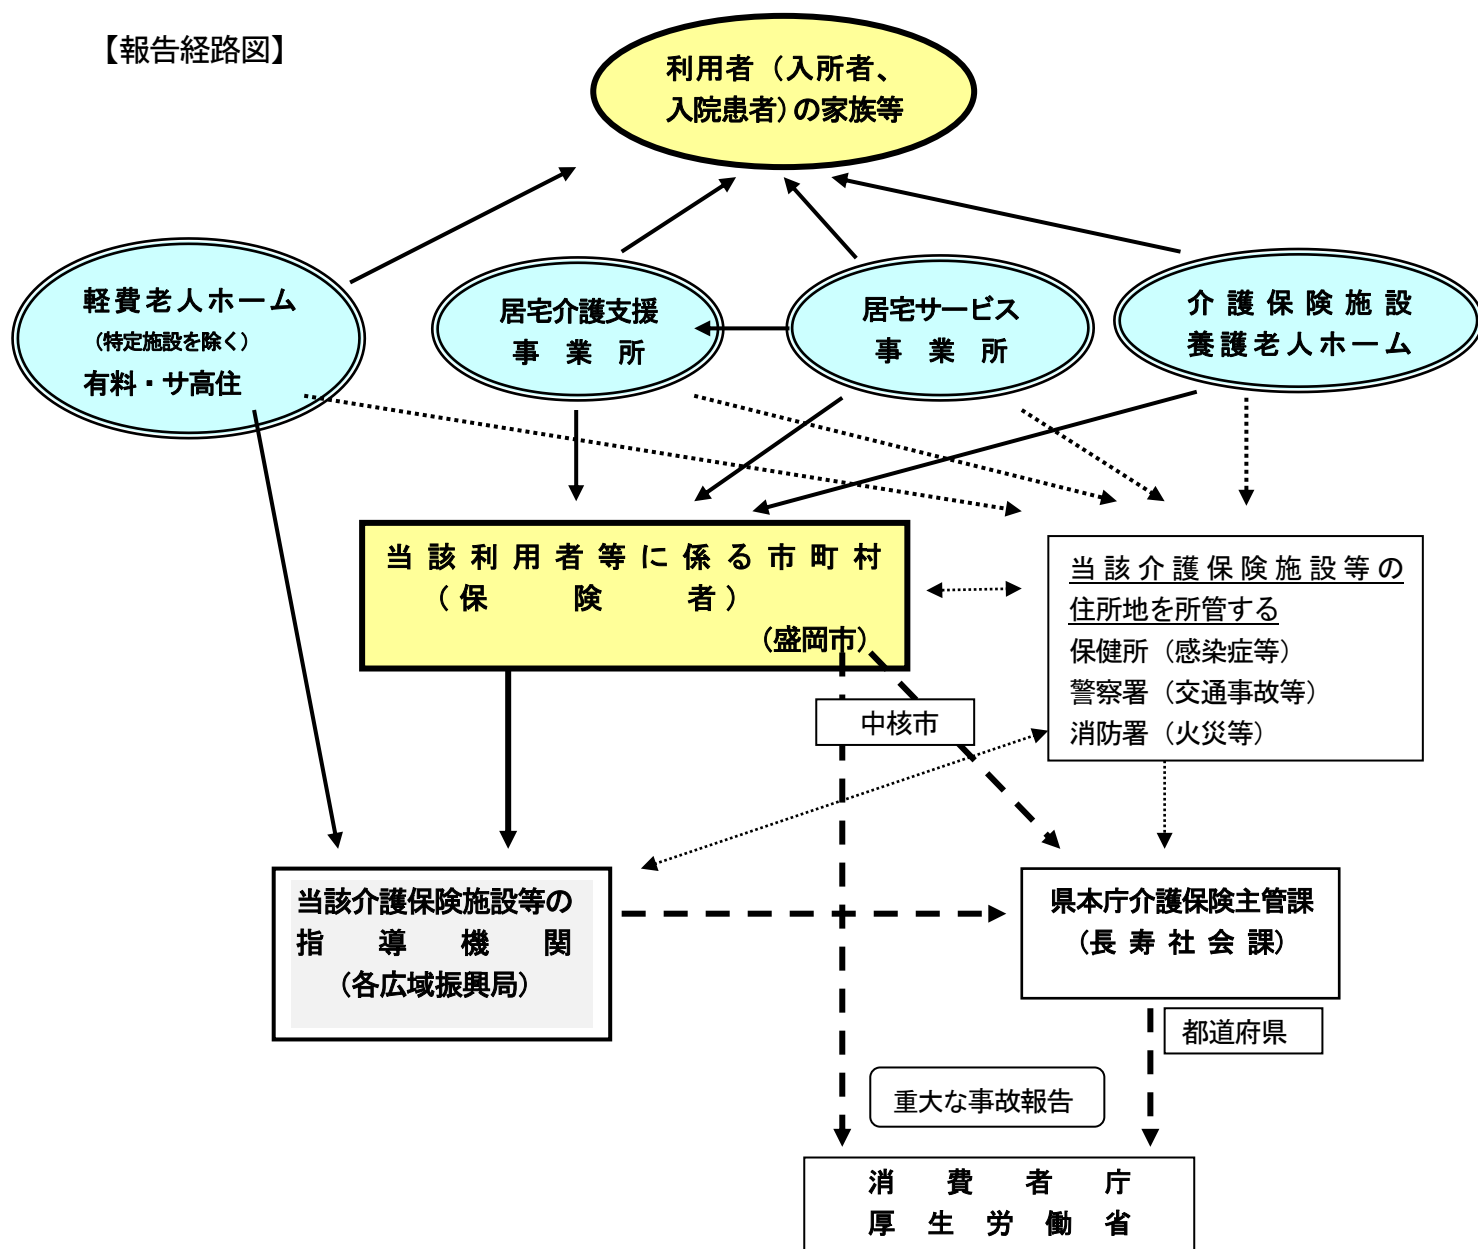 【報告経路図】
利用者（入所者、
入院患者）の家族等
軽費老人ホーム
（特定施設を除く）
有料・サ高住
居宅介護支援
事業所
居宅サービス
事業所
介護保険施設
養護老人ホーム
当該利用者等に係る市町村
（保険者）
（盛岡市）
当該介護保険施設等の
住所地を所管する
保健所（感染症等）
警察署（交通事故等）
消防署（火災等）
中核市
当該介護保険施設等の
指導機関
（各広域振興局）
県本庁介護保険主管課
（長寿社会課）
都道府県
重大な事故報告
消費者庁
厚生労働省